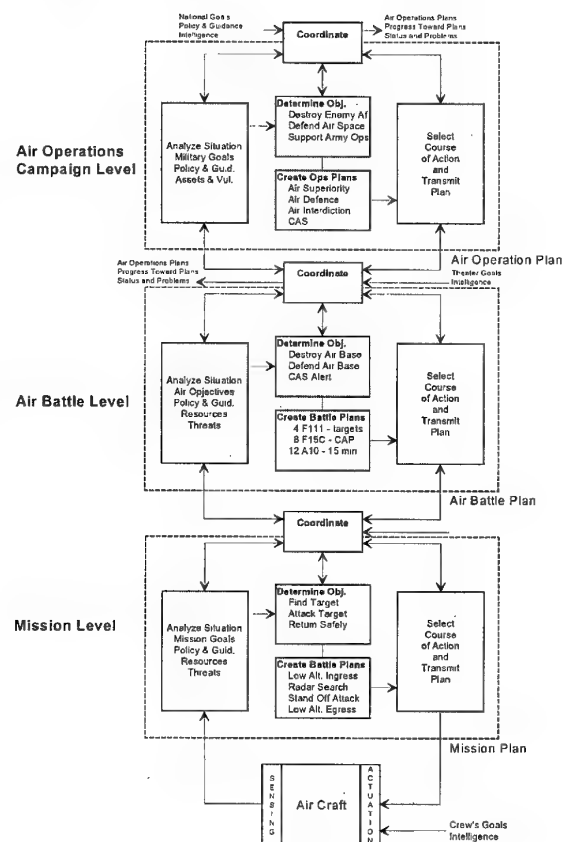 National Goals
Policy & Guidance
Intelligence
Coordinate
Air Operations Plans
Progress Toward Plans
Status and Problems
Air Operations
Campaign Level
Analyze Situation
Military Goals
Policy & Gu.d.
Assets & Vul.
Determine Obj.
Destroy Enemy Af
Defend Air Space
Support Army Ops
Create Ops Plans
Air Superiority
Air Defence
Air Interdiction
CAS
Select
Course
of Action
and
Transmit
Plan
Air Operation Plan
Air Operations Plans
Progress Toward Plans
Status and Problems
Coordinate
Theater Goals
Intelligence
Air Battle Level
Analyze Situation
Air Objectives
Policy & Guid.
Resources
Threats
Determine Obj.
Destroy Air Base
Defend Air Base
CAS Alert
Create Battle Plans
4 F111 - targets
8 F15C - CAP
12 A10 - 15 min
Select
Course
of Action
and
Transmit
Plan
Air Battle Plan
Coordinate
Mission Level
Analyze Situation
Mission Goals
Policy & Guid.
Resources
Threats
Determine Obj.
Find Target
Attack Target
Return Safely
Create Battle Plans
Low Alt. Ingress
Radar Search
Stand Off Attack
Low Alt. Egress
Select
Course
of Action
and
Transmit
Plan
Mission Plan
SENSING
Air Craft
ACTUATION
Crew's Goals
Intelligence